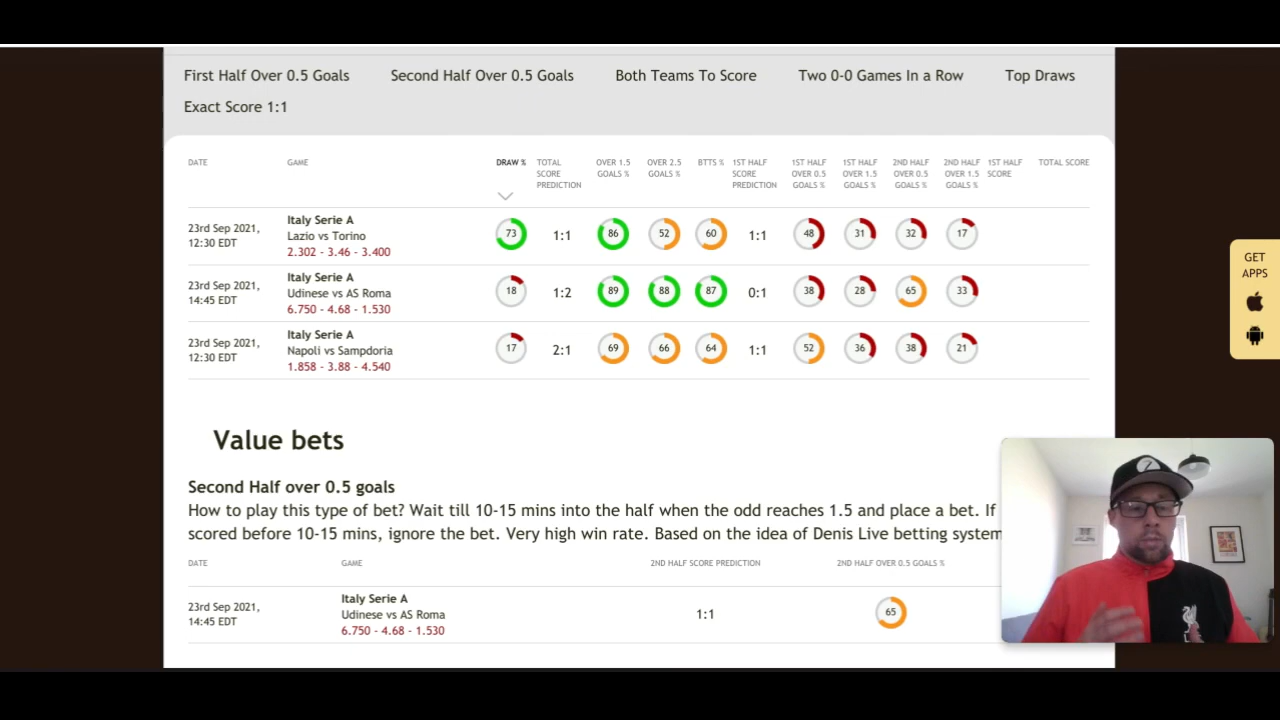 First Half Over 0.5 Goals Second Half Over 0.5 Goals Both Teams To Score Two 0-0 Games In a Row Top Draws
Exact Score 1:1
DATE GAME DRAW % TOTAL SCORE PREDICTION OVER 1.5 GOALS % OVER 2.5 GOALS % BTTS % 1ST HALF SCORE PREDICTION 1ST HALF OVER 0.5 GOALS % 1ST HALF OVER 1.5 GOALS % 2ND HALF OVER 0.5 GOALS % 2ND HALF OVER 1.5 GOALS % 1ST HALF SCORE TOTAL SCORE
23rd Sep 2021,
12:30 EDT
Italy Serie A
Lazio vs Torino
2.302 - 3.46 - 3.400
73 1:1 86 52 60 1:1 48 31 32 17
23rd Sep 2021,
14:45 EDT
Italy Serie A
Udinese vs AS Roma
6.750 - 4.68 - 1.530
18 1:2 89 88 87 0:1 38 28 65 33
23rd Sep 2021,
12:30 EDT
Italy Serie A
Napoli vs Sampdoria
1.858 - 3.88 - 4.540
17 2:1 69 66 64 1:1 52 36 38 21
GET
APPS
Value bets
Second Half over 0.5 goals
How to play this type of bet? Wait till 10-15 mins into the half when the odd reaches 1.5 and place a bet. If
scored before 10-15 mins, ignore the bet. Very high win rate. Based on the idea of Denis Live betting system
DATE GAME 2ND HALF SCORE PREDICTION 2ND HALF OVER 0.5 GOALS %
23rd Sep 2021,
14:45 EDT
Italy Serie A
Udinese vs AS Roma
6.750 - 4.68 - 1.530
1:1 65